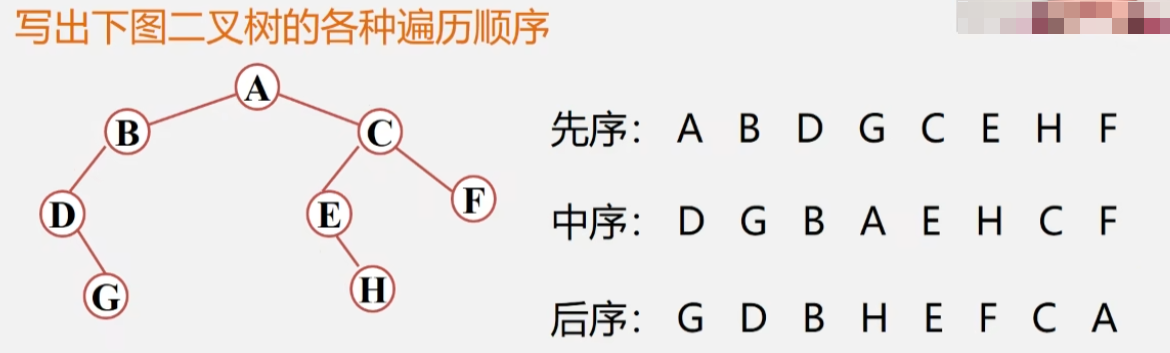 写出下图二叉树的各种遍历顺序
A
B
C
D
E
F
G
H
先序： A B D G C E H F
中序： D G B A E H C F
后序： G D B H E F C A